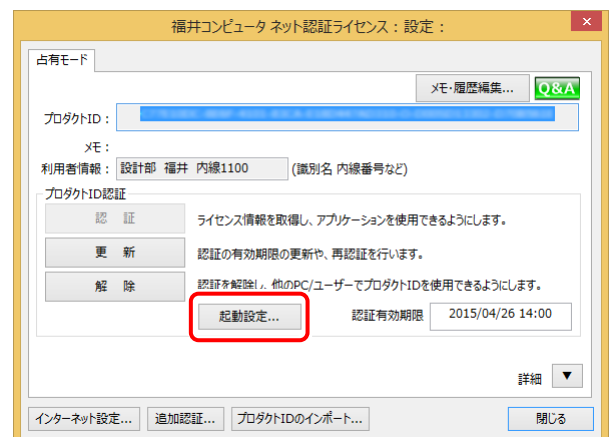 福井コンピュータ ネット認証ライセンス：設定：
占有モード
メモ・履歴編集... Q&A
プロダクトID：
メモ：
利用者情報： 設計部 福井 内線1100 (識別名 内線番号など)
プロダクトID認証
認 証 ライセンス情報を取得し、アプリケーションを使用できるようにします。
更 新 認証の有効期限の更新や、再認証を行います。
解 除 認証を解除し、他のPC/ユーザーでプロダクトIDを使用できるようにします。
起動設定... 認証有効期限 2015/04/26 14:00
詳細 ▼
インターネット設定... 追加認証... プロダクトIDのインポート... 閉じる